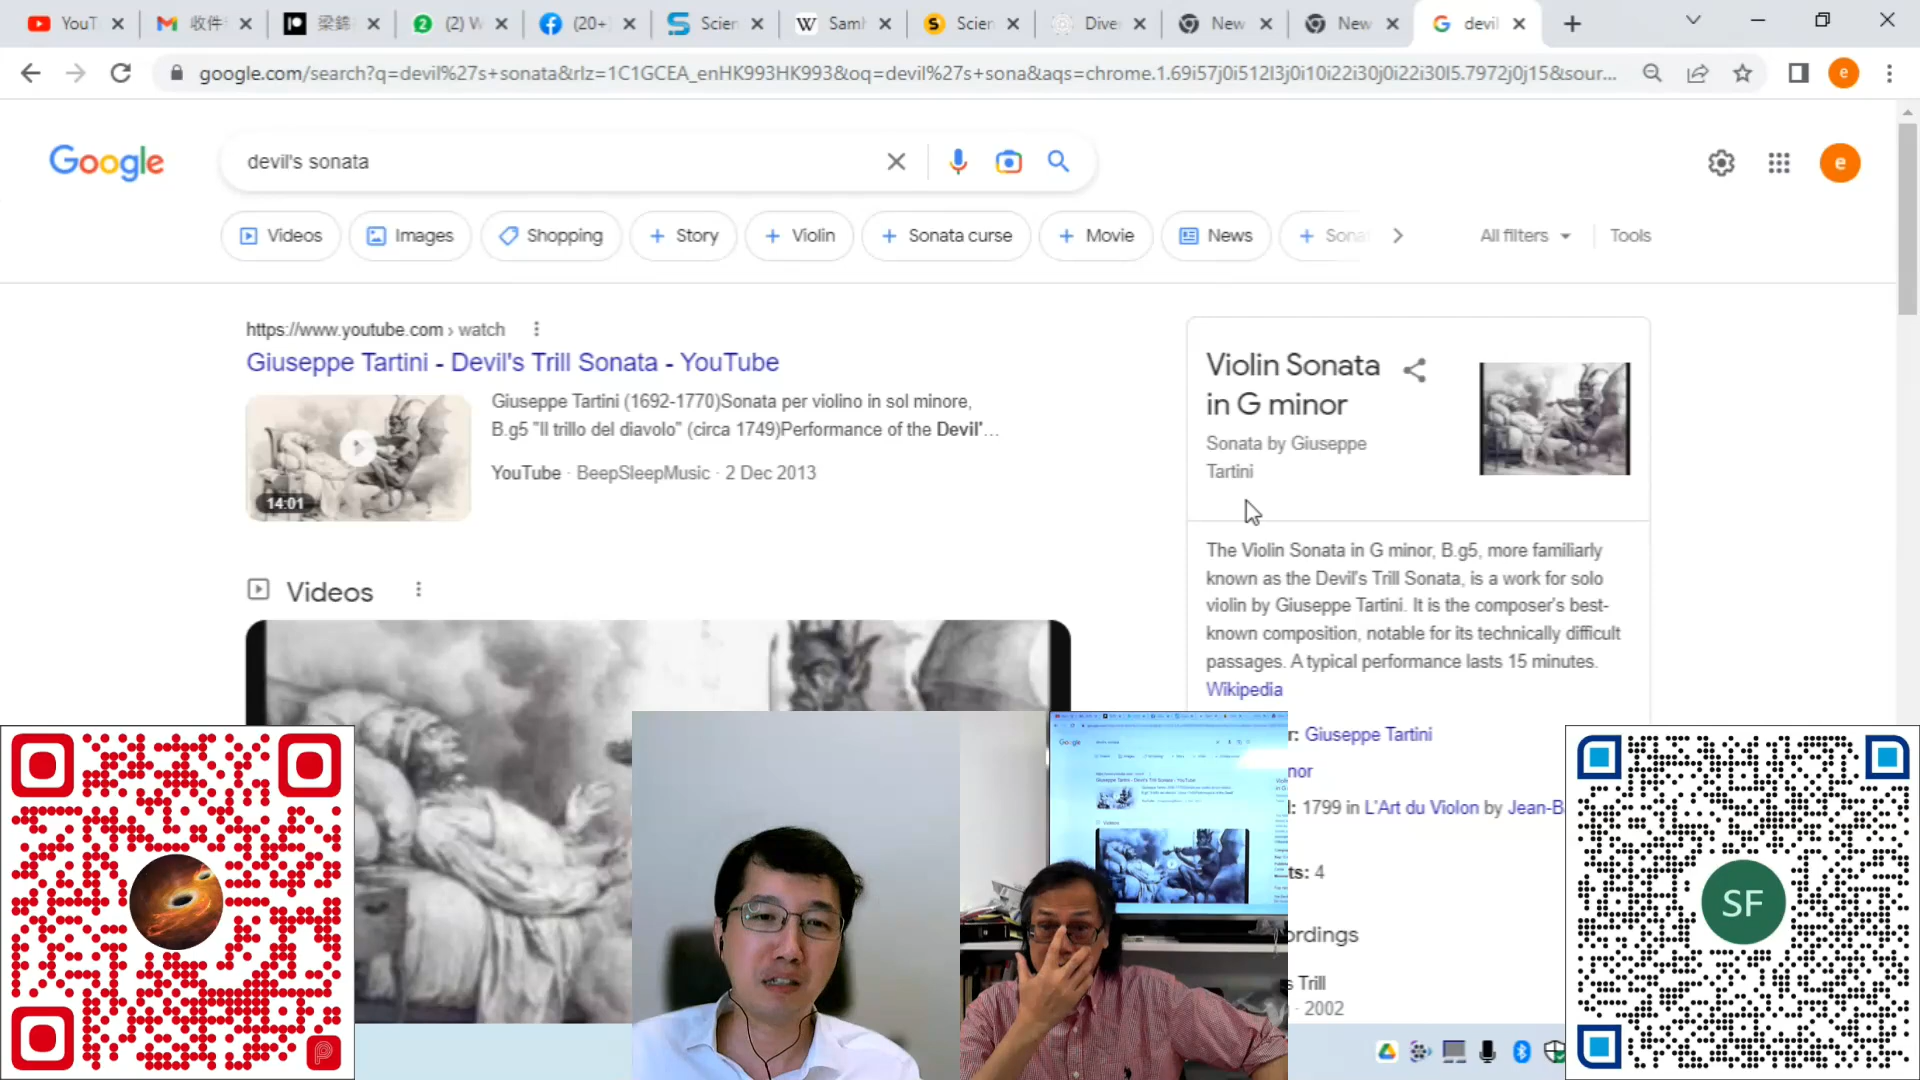 YouT
收件
梁錦
(2) W
(20+
Scien
Samh
Scien
Dive
New
New
devil
google.com/search?q=devil%27s+sonata&rlz=1C1GCEA_enHK993HK993&oq=devil%27s+sona&aqs=chrome.1.69i57j0i512l3j0i10i22i30j0i22i30l5.7972j0j15&sour...
e
Google
devil's sonata
e
Videos
Images
Shopping
Story
Violin
Sonata curse
Movie
News
Sona
All filters
Tools
https://www.youtube.com › watch
Giuseppe Tartini - Devil's Trill Sonata - YouTube
Giuseppe Tartini (1692-1770)Sonata per violino in sol minore,
B.g5 "Il trillo del diavolo" (circa 1749)Performance of the Devil'...
YouTube · BeepSleepMusic · 2 Dec 2013
14:01
Videos
Violin Sonata
in G minor
Sonata by Giuseppe
Tartini
The Violin Sonata in G minor, B.g5, more familiarly
known as the Devil's Trill Sonata, is a work for solo
violin by Giuseppe Tartini. It is the composer's best-
known composition, notable for its technically difficult
passages. A typical performance lasts 15 minutes.
Wikipedia
r: Giuseppe Tartini
nor
: 1799 in L'Art du Violon by Jean-B
ts: 4
ordings
s Trill
· 2002
SF